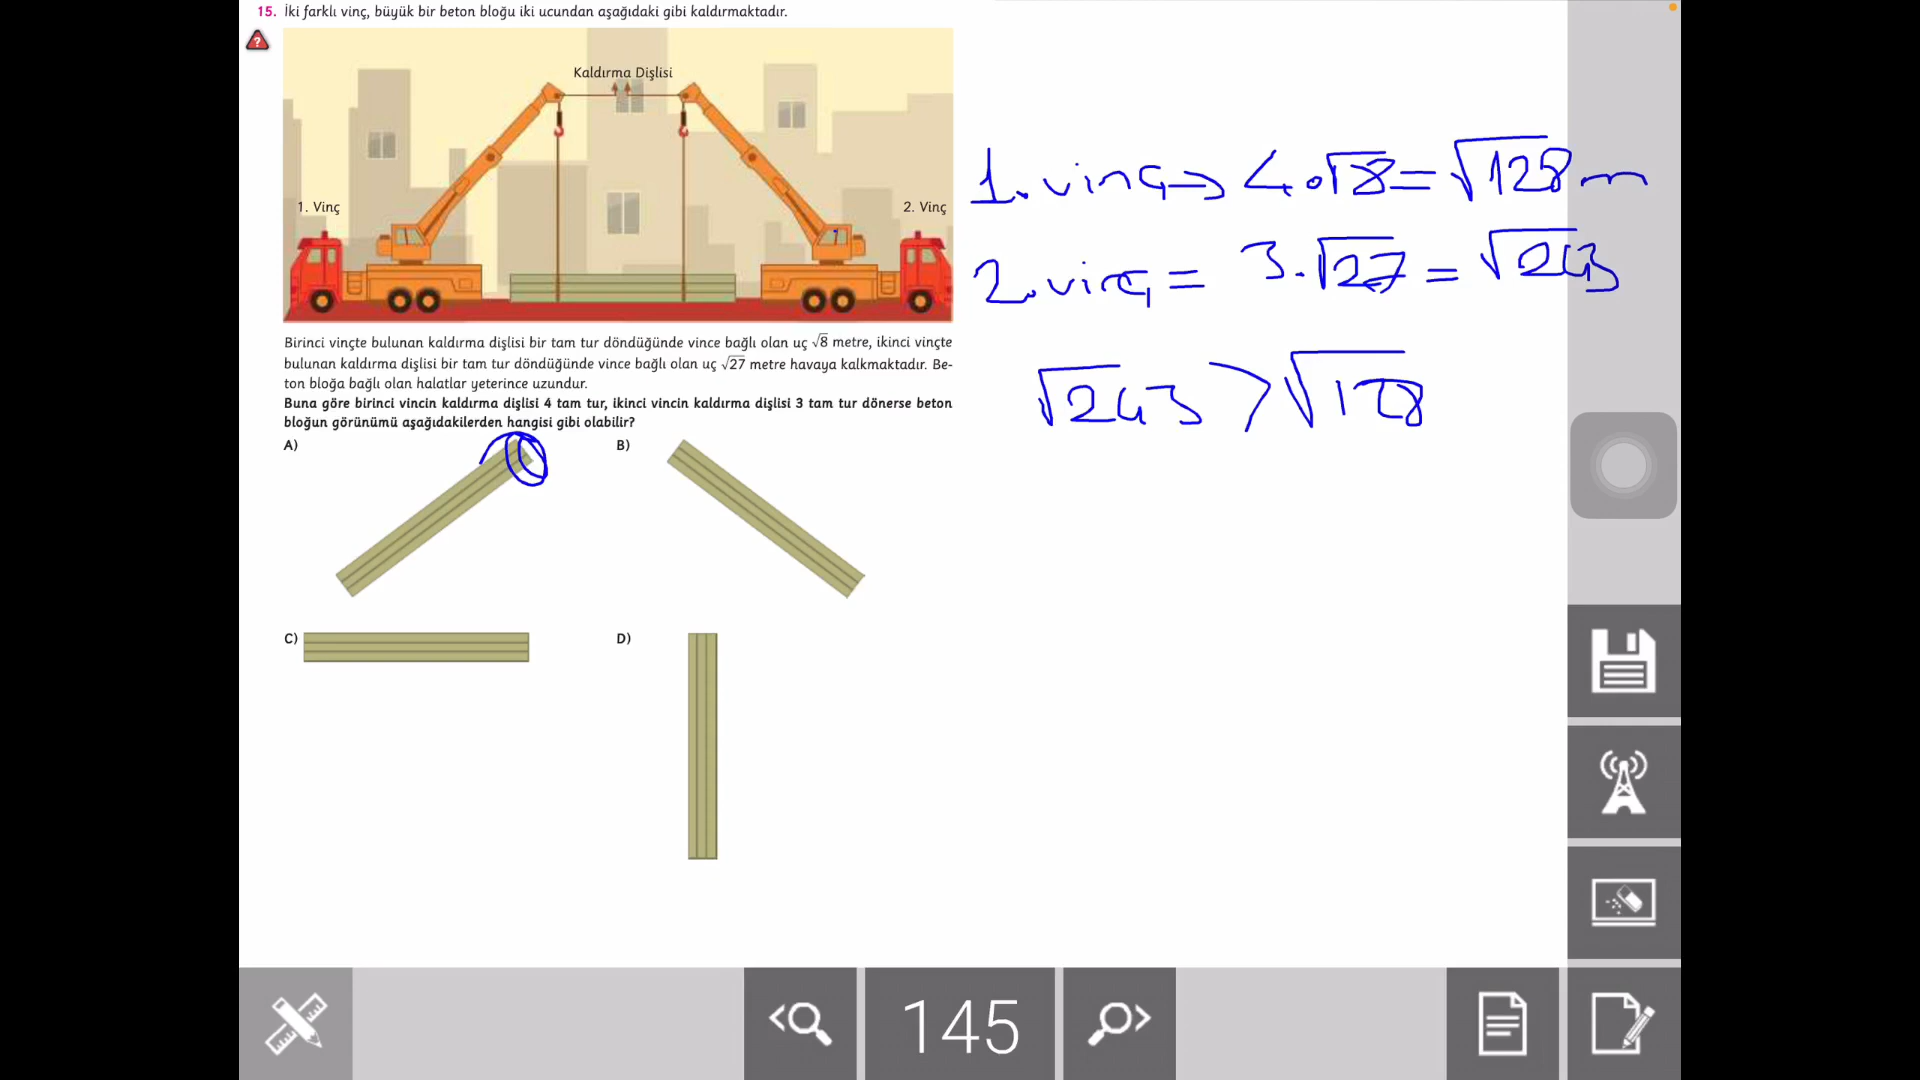 15. İki farklı vinç, büyük bir beton bloğu iki ucundan aşağıdaki gibi kaldırmaktadır.
?
Kaldırma Dişlisi
1. Vinç
2. Vinç
Birinci vinçte bulunan kaldırma dişlisi bir tam tur döndüğünde vince bağlı olan uç √8 metre, ikinci vinçte
bulunan kaldırma dişlisi bir tam tur döndüğünde vince bağlı olan uç √27 metre havaya kalkmaktadır. Be-
ton bloğa bağlı olan halatlar yeterince uzundur.
Buna göre birinci vincin kaldırma dişlisi 4 tam tur, ikinci vincin kaldırma dişlisi 3 tam tur dönerse beton
bloğun görünümü aşağıdakilerden hangisi gibi olabilir?
A)
B)
C)
D)
1. vinç → 4.√8 = √128 m
2. vinç = 3.√27 = √243
√243 > √128
145